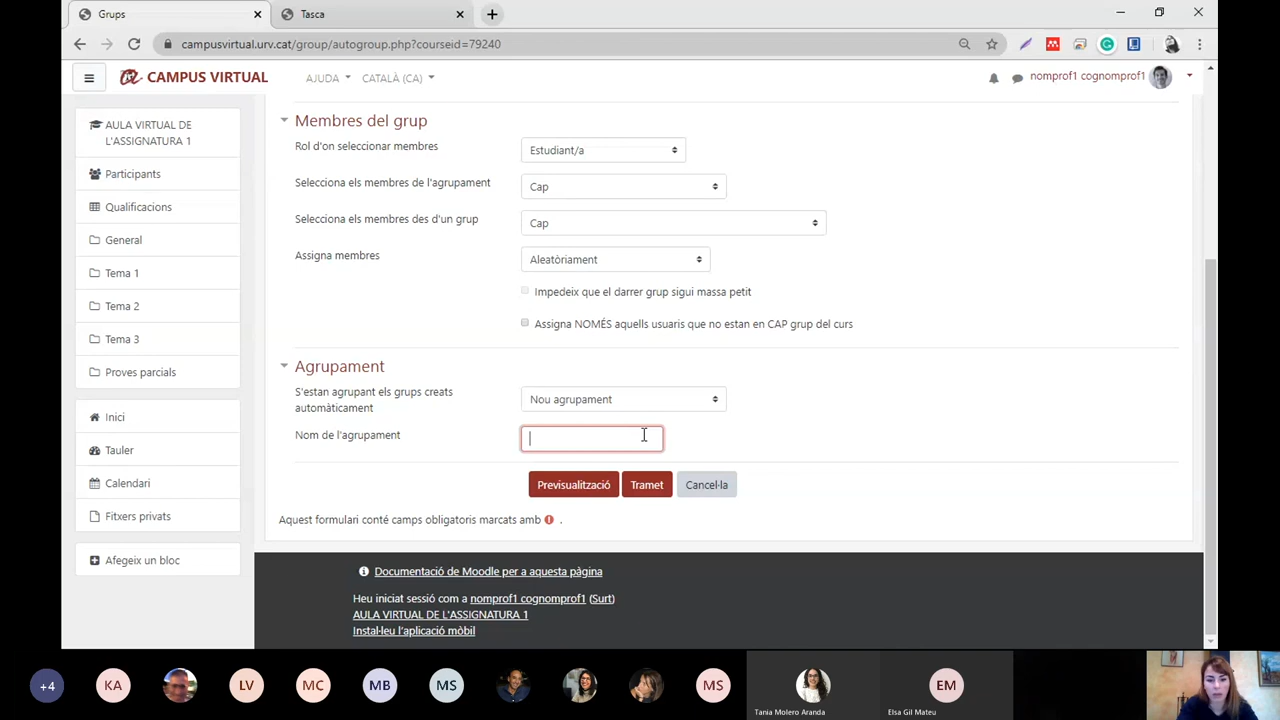 Grups
Tasca
campusvirtual.urv.cat/group/autogroup.php?courseid=79240
CAMPUS VIRTUAL
AJUDA
CATALÀ (CA)
nomprof1 cognomprof1
AULA VIRTUAL DE
L'ASSIGNATURA 1
Participants
Qualificacions
General
Tema 1
Tema 2
Tema 3
Proves parcials
Inici
Tauler
Calendari
Fitxers privats
Afegeix un bloc
Membres del grup
Rol d'on seleccionar membres
Estudiant/a
Selecciona els membres de l'agrupament
Cap
Selecciona els membres des d'un grup
Cap
Assigna membres
Aleatòriament
Impedeix que el darrer grup sigui massa petit
Assigna NOMÉS aquells usuaris que no estan en CAP grup del curs
Agrupament
S'estan agrupant els grups creats
automàticament
Nou agrupament
Nom de l'agrupament
Previsualització
Tramet
Cancel·la
Aquest formulari conté camps obligatoris marcats amb .
Documentació de Moodle per a aquesta pàgina
Heu iniciat sessió com a nomprof1 cognomprof1 (Surt)
AULA VIRTUAL DE L'ASSIGNATURA 1
Instal·leu l'aplicació mòbil
+4
KA
LV
MC
MB
MS
MS
Tania Molero Aranda
EM
Elsa Gil Mateu